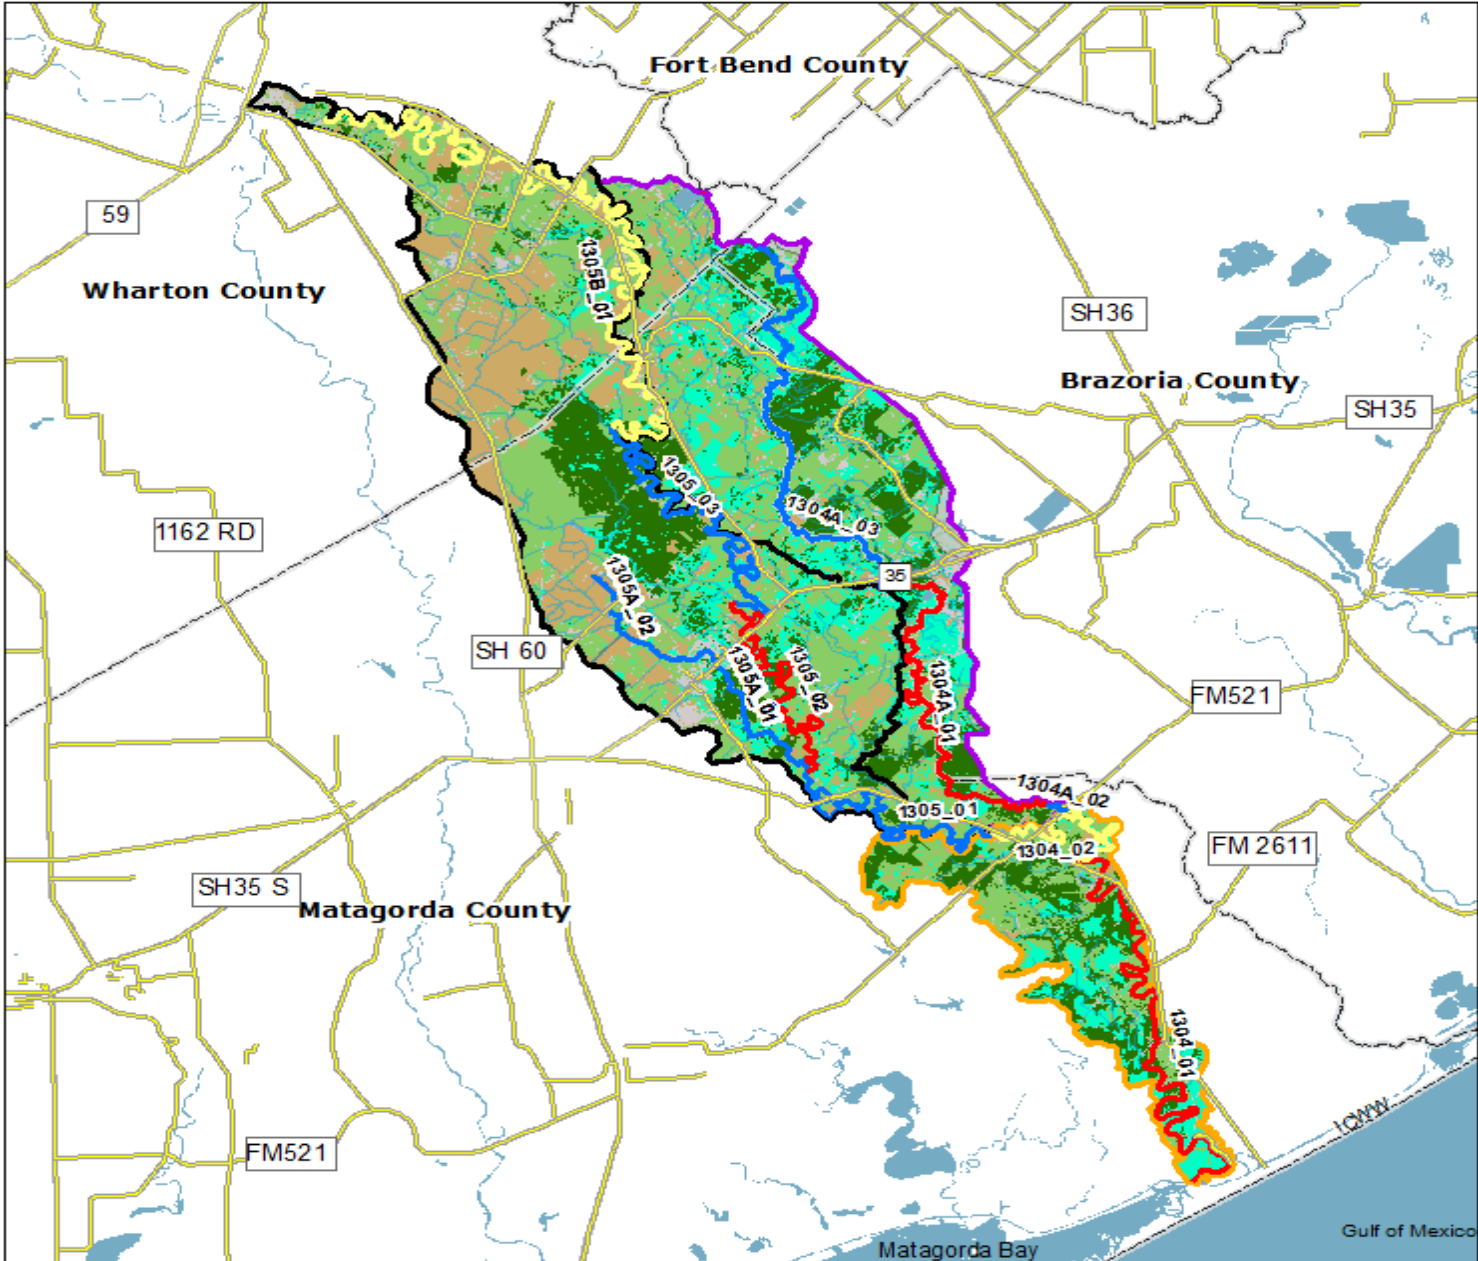 Fort Bend County
59
1305B_01
Wharton County
SH36
Brazoria County
SH35
1305_03
1304A_03
1162 RD
35
1305A_02
SH 60
1305_02
1305A_01
1304A_01
FM521
1304A_02
1305_01
1304_02
FM 2611
SH35 S
Matagorda County
1304_01
ICWW
FM521
Gulf of Mexico
Matagorda Bay